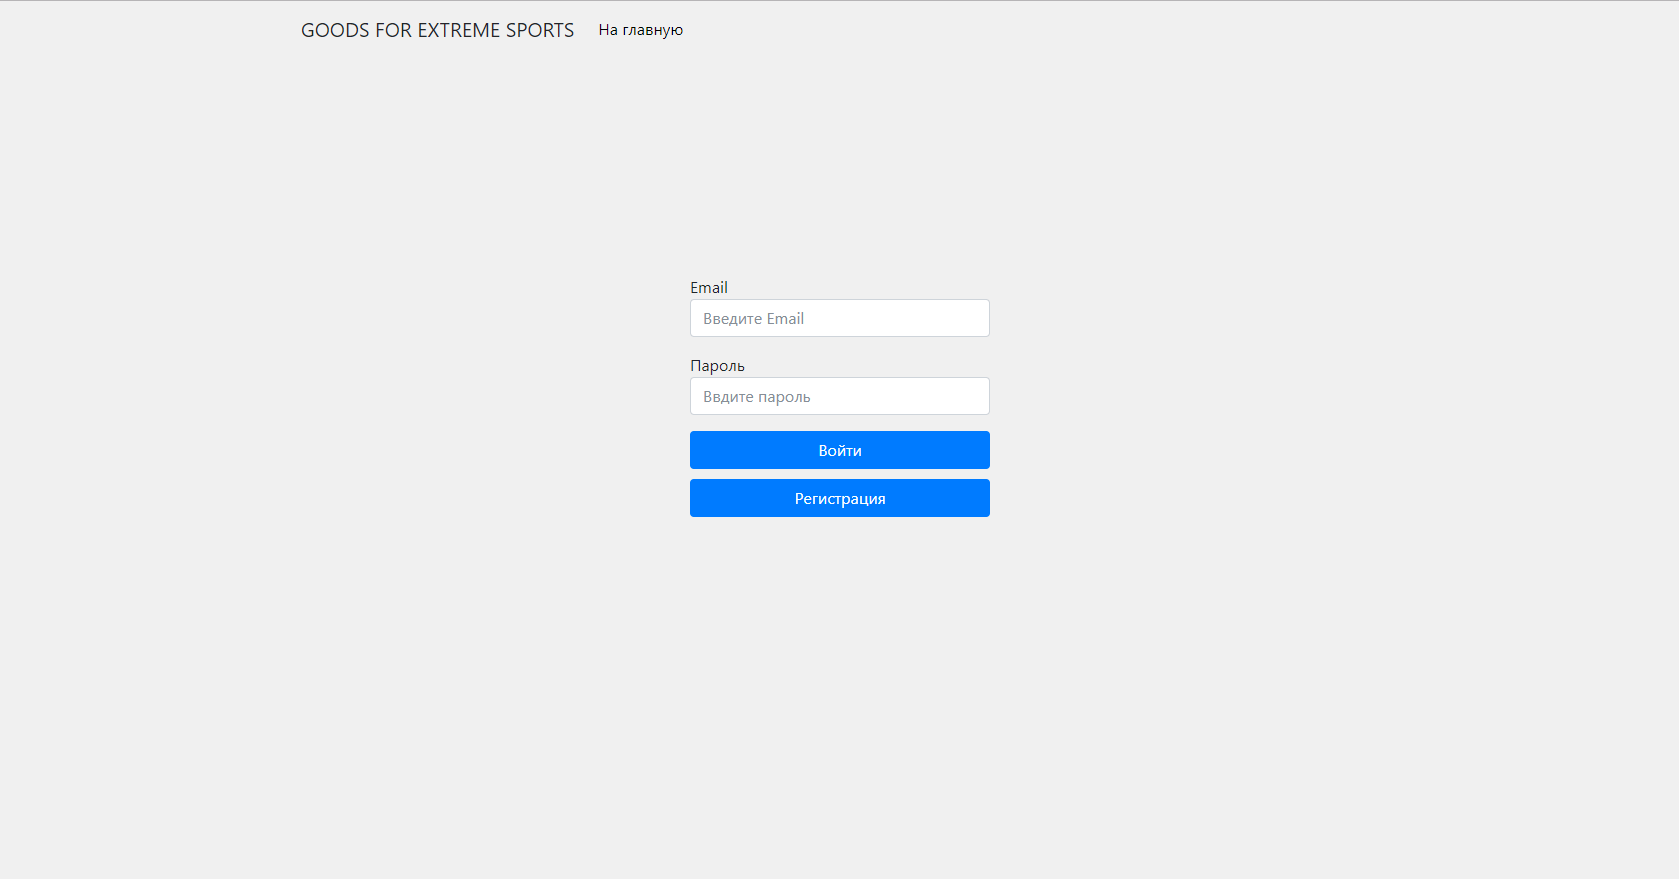 GOODS FOR EXTREME SPORTS На главную
Email
Введите Email
Пароль
Ввдите пароль
Войти
Регистрация